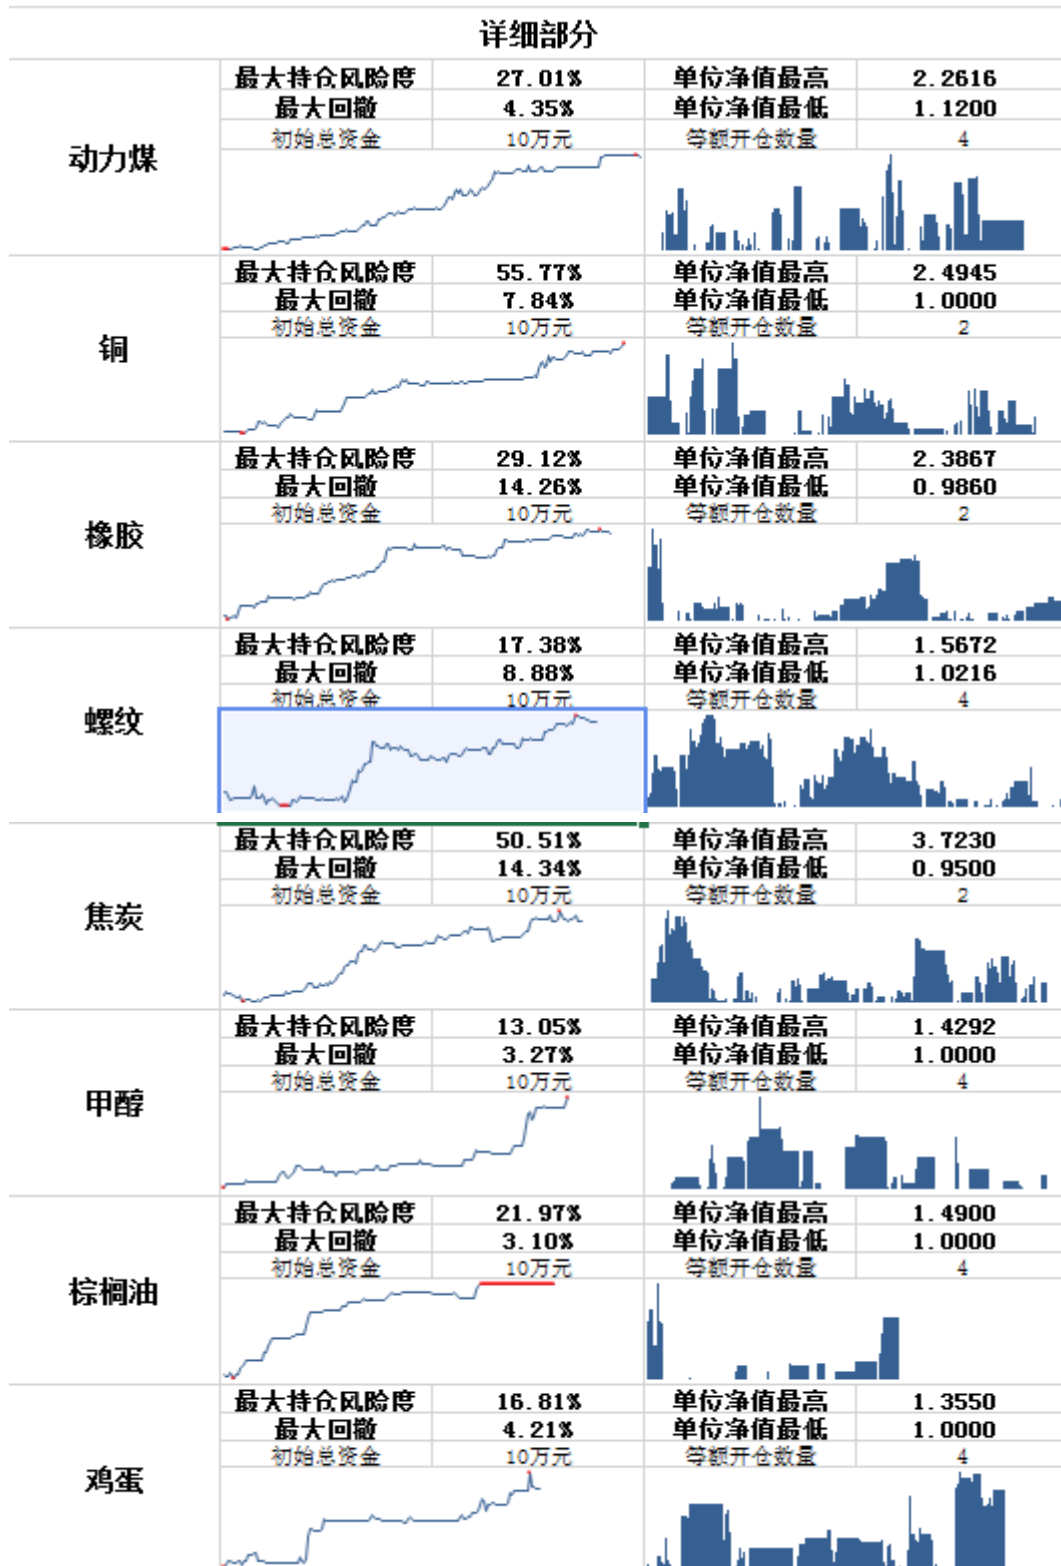 详细部分
最大持仓风险度 27.01% 单位净值最高 2.2616
最大回撤 4.35% 单位净值最低 1.1200
初始总资金 10万元 等额开仓数量 4
动力煤
最大持仓风险度 55.77% 单位净值最高 2.4945
最大回撤 7.84% 单位净值最低 1.0000
初始总资金 10万元 等额开仓数量 2
铜
最大持仓风险度 29.12% 单位净值最高 2.3867
最大回撤 14.26% 单位净值最低 0.9860
初始总资金 10万元 等额开仓数量 2
橡胶
最大持仓风险度 17.38% 单位净值最高 1.5672
最大回撤 8.88% 单位净值最低 1.0216
初始总资金 10万元 等额开仓数量 4
螺纹
最大持仓风险度 50.51% 单位净值最高 3.7230
最大回撤 14.34% 单位净值最低 0.9500
初始总资金 10万元 等额开仓数量 2
焦炭
最大持仓风险度 13.05% 单位净值最高 1.4292
最大回撤 3.27% 单位净值最低 1.0000
初始总资金 10万元 等额开仓数量 4
甲醇
最大持仓风险度 21.97% 单位净值最高 1.4900
最大回撤 3.10% 单位净值最低 1.0000
初始总资金 10万元 等额开仓数量 4
棕榈油
最大持仓风险度 16.81% 单位净值最高 1.3550
最大回撤 4.21% 单位净值最低 1.0000
初始总资金 10万元 等额开仓数量 4
鸡蛋